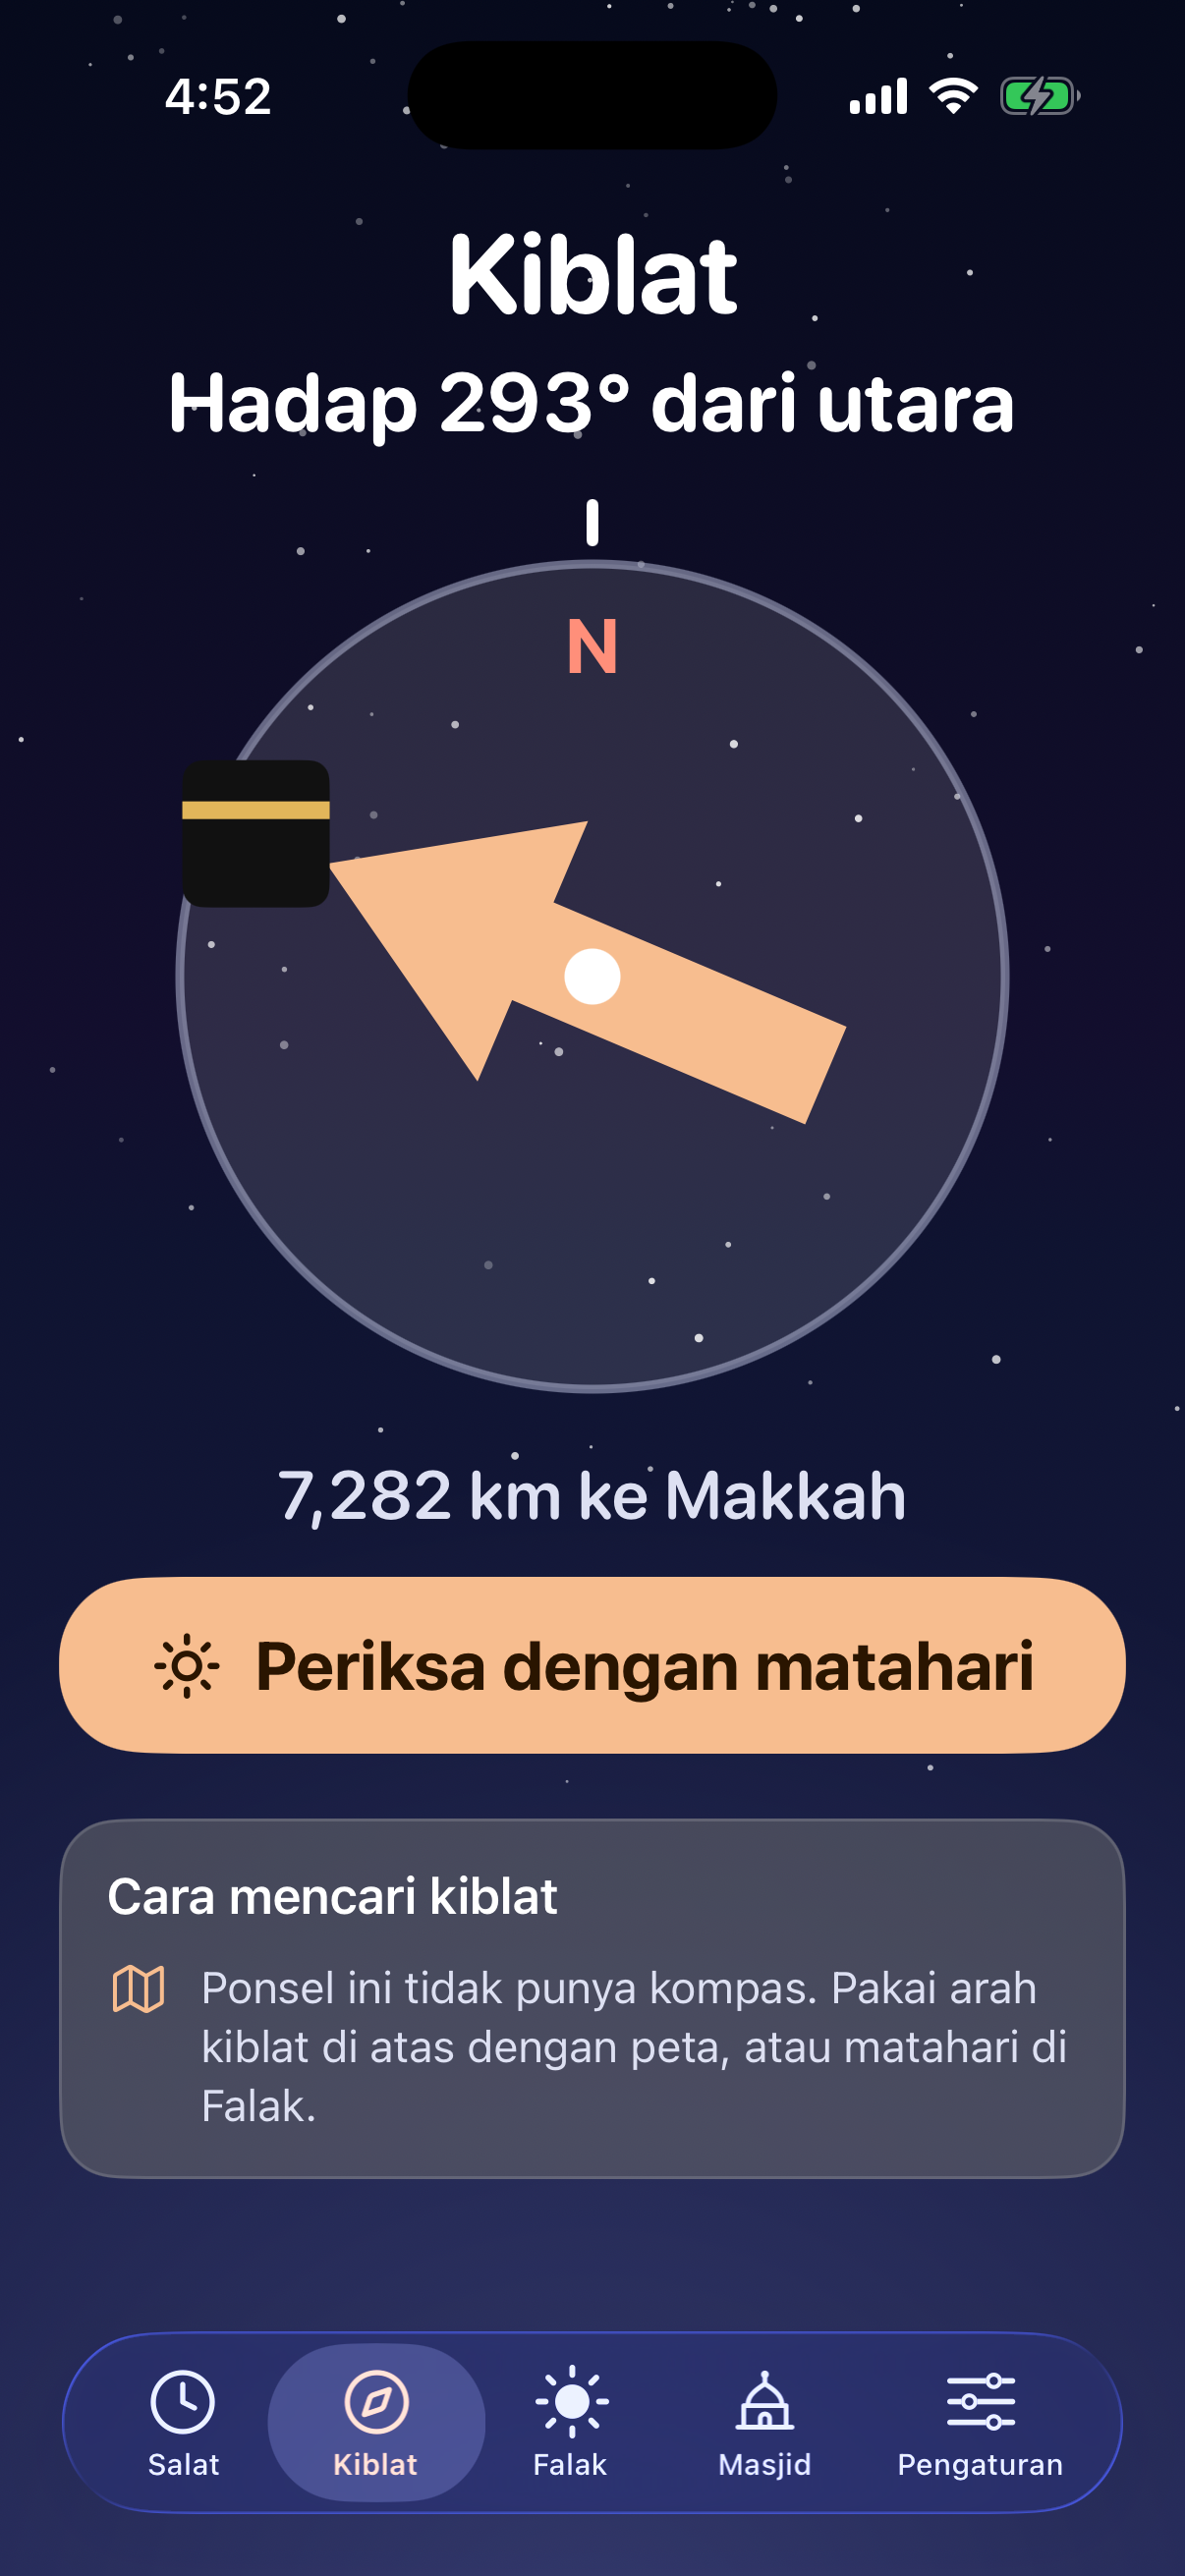 4:52
Kiblat
Hadap 293° dari utara
N
7,282 km ke Makkah
Periksa dengan matahari
Cara mencari kiblat
Ponsel ini tidak punya kompas. Pakai arah
kiblat di atas dengan peta, atau matahari di
Falak.
Salat
Kiblat
Falak
Masjid
Pengaturan